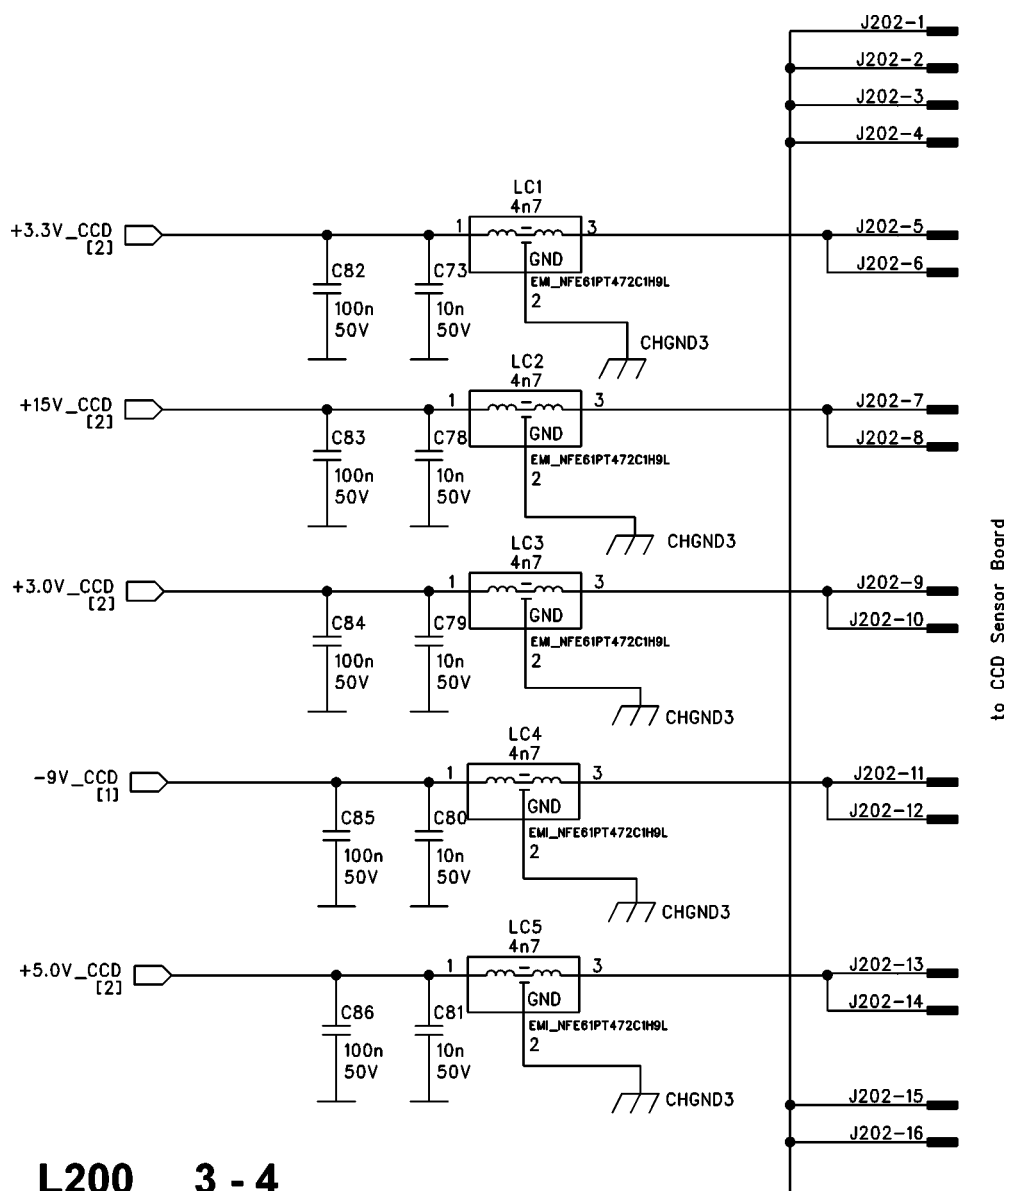 J202-1
J202-2
J202-3
J202-4
LC1
4n7
+3.3V_CCD
[2]
1
3
J202-5
GND
C82
C73
J202-6
EMI_NFE61PT472C1H9L
100n
10n
2
50V
50V
CHGND3
LC2
4n7
+15V_CCD
[2]
1
3
J202-7
GND
C83
C78
J202-8
EMI_NFE61PT472C1H9L
100n
10n
2
50V
50V
CHGND3
LC3
4n7
+3.0V_CCD
[2]
1
3
J202-9
GND
C84
C79
J202-10
EMI_NFE61PT472C1H9L
100n
10n
2
50V
50V
CHGND3
to CCD Sensor Board
LC4
4n7
-9V_CCD
[1]
1
3
J202-11
GND
C85
C80
J202-12
EMI_NFE61PT472C1H9L
100n
10n
2
50V
50V
CHGND3
LC5
4n7
+5.0V_CCD
[2]
1
3
J202-13
GND
C86
C81
J202-14
EMI_NFE61PT472C1H9L
100n
10n
2
50V
50V
CHGND3
J202-15
J202-16
L200 3 - 4